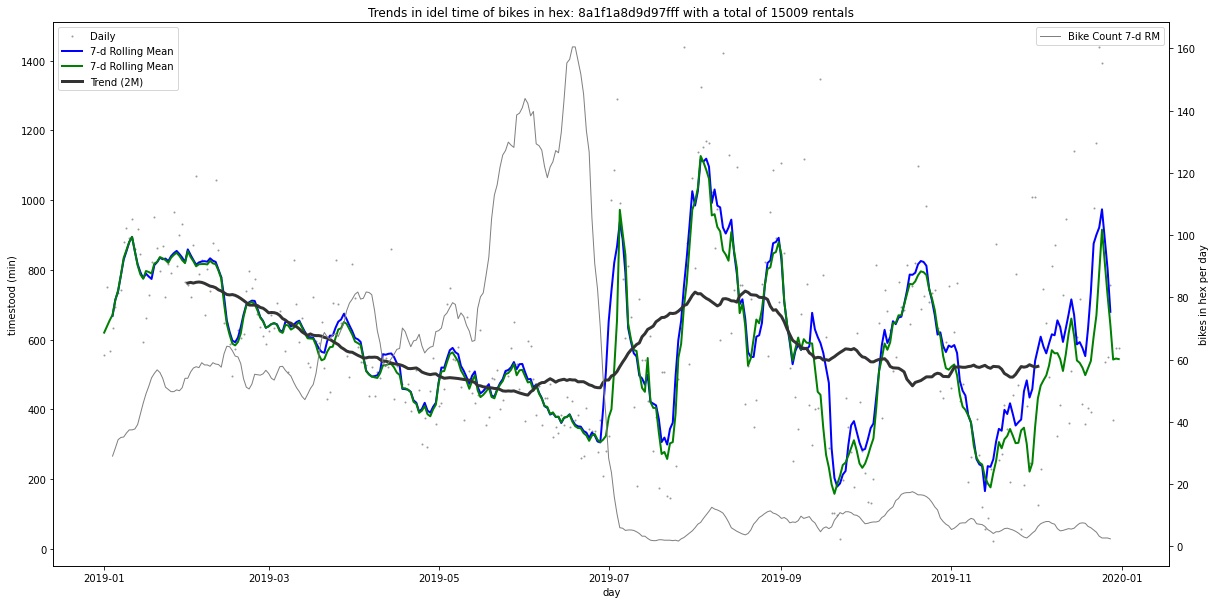 Trends in idel time of bikes in hex: 8a1f1a8d9d97fff with a total of 15009 rentals
Daily
7-d Rolling Mean
7-d Rolling Mean
Trend (2M)
Bike Count 7-d RM
timestood (min)
1400
1200
1000
800
600
400
200
0
bikes in hex per day
160
140
120
100
80
60
40
20
0
2019-01
2019-03
2019-05
2019-07
2019-09
2019-11
2020-01
day